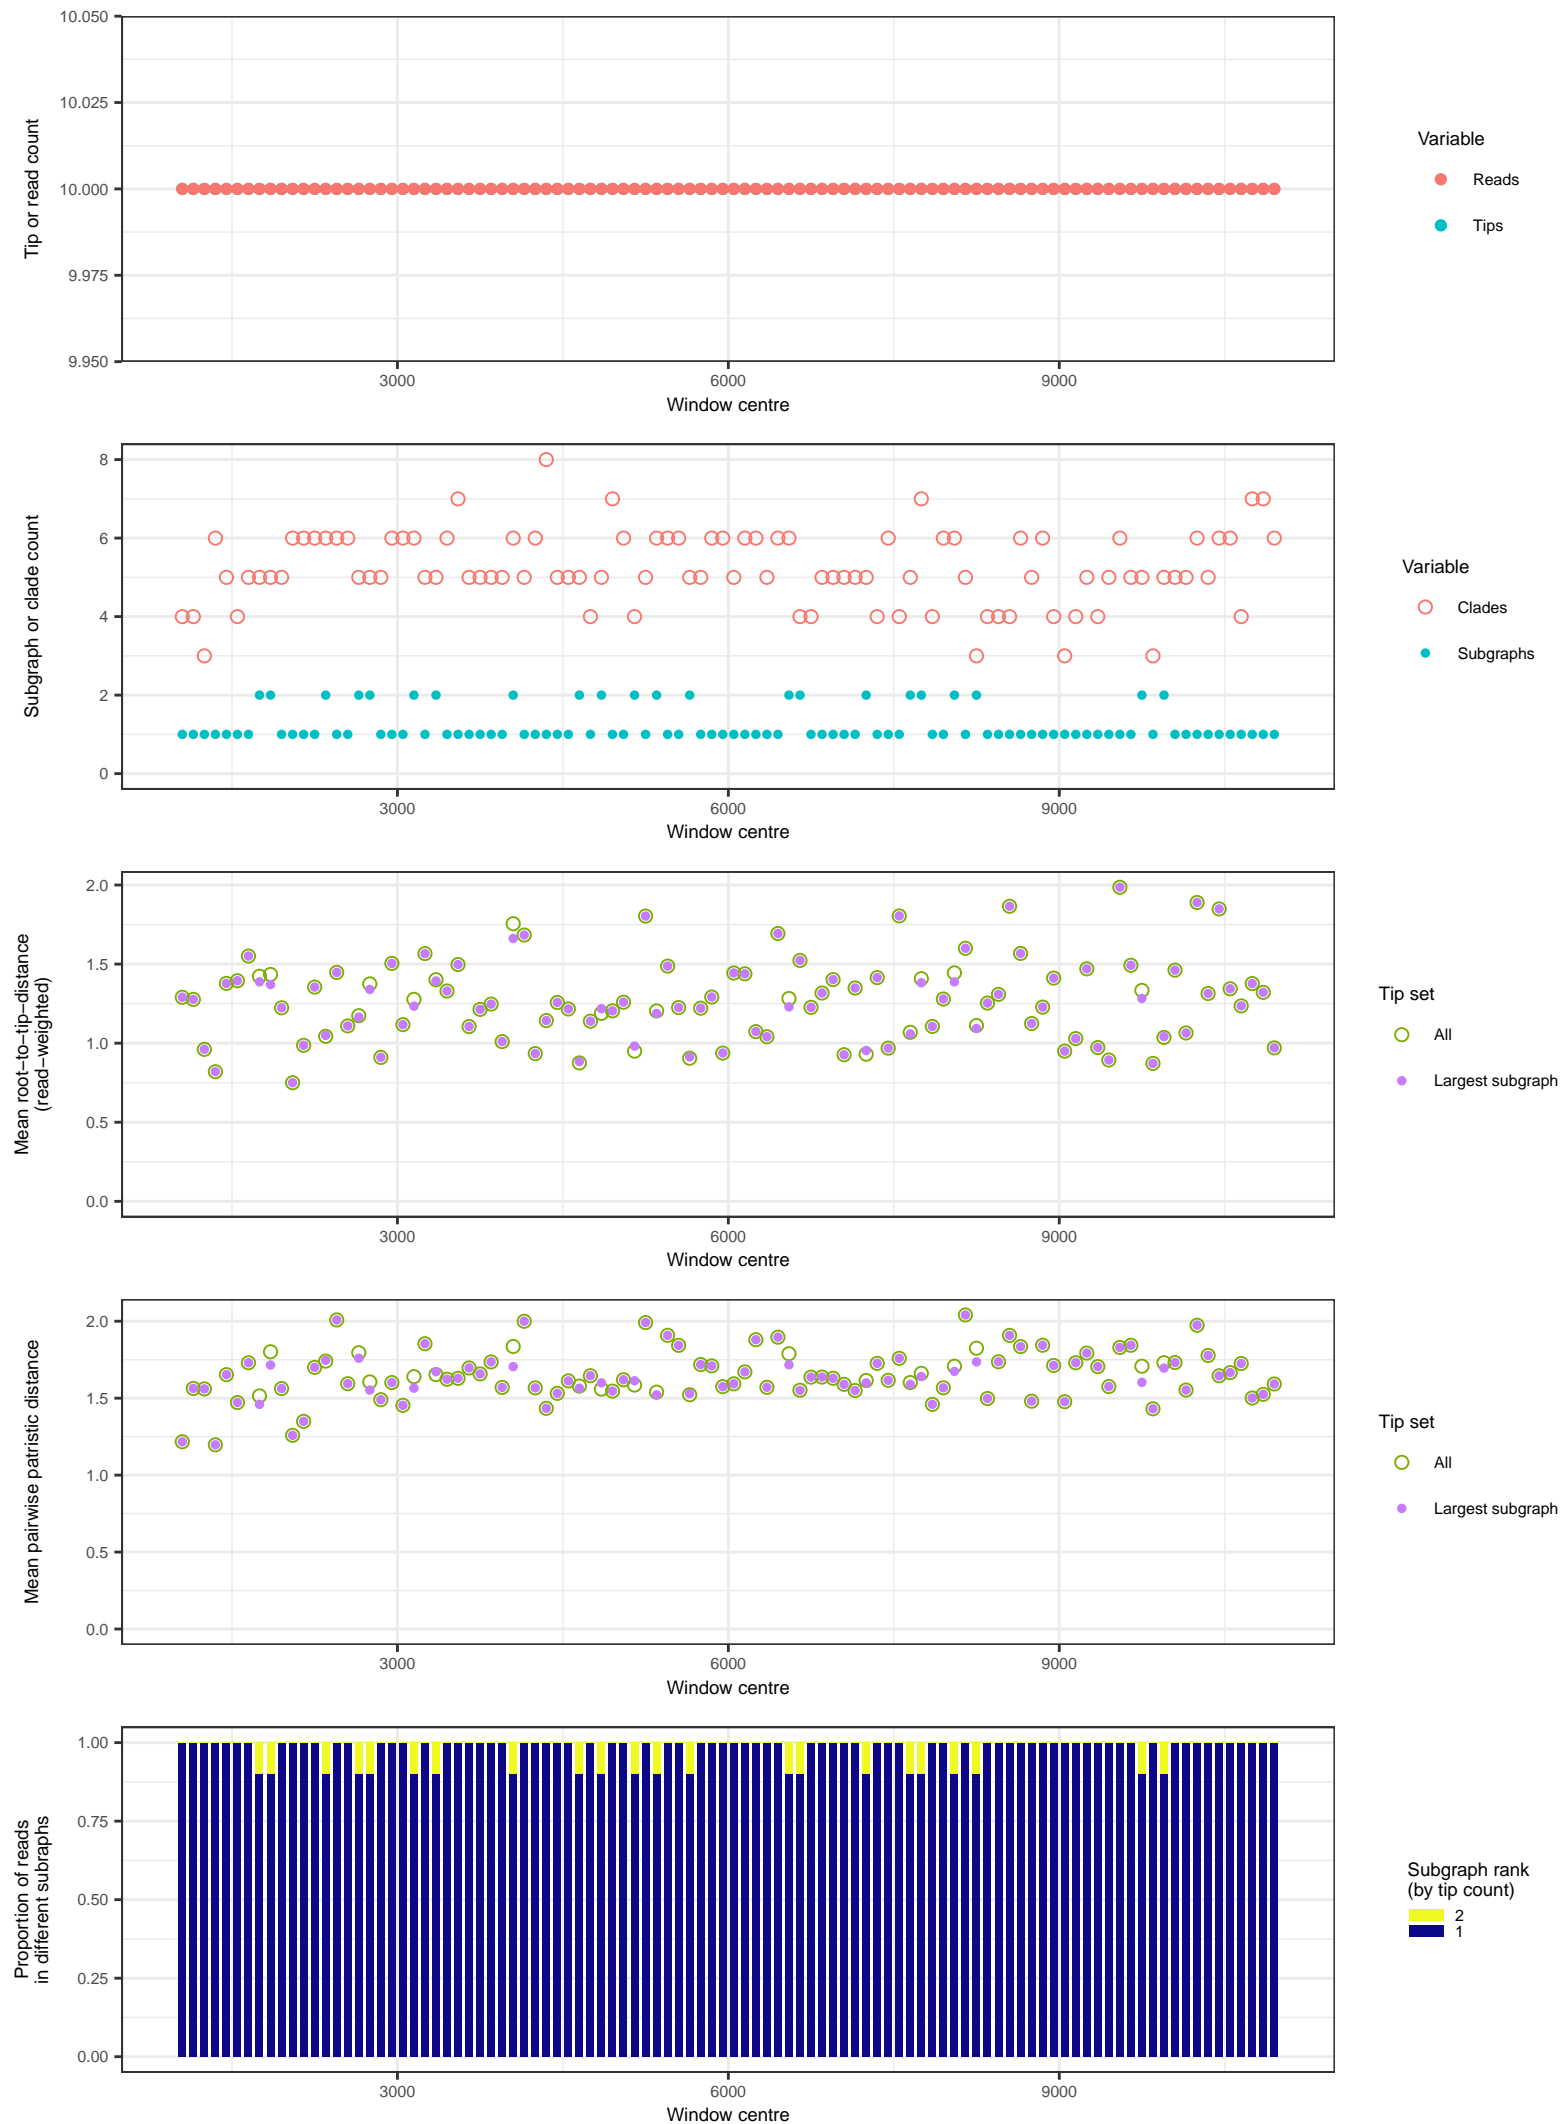 10.050
10.025
10.000
9.975
9.950
Tip or read count
3000
6000
9000
Window centre
Variable
Reads
Tips
8
6
4
2
0
Subgraph or clade count
3000
6000
9000
Window centre
Variable
Clades
Subgraphs
2.0
1.5
1.0
0.5
0.0
Mean root−to−tip−distance
(read−weighted)
3000
6000
9000
Window centre
Tip set
All
Largest subgraph
2.0
1.5
1.0
0.5
0.0
Mean pairwise patristic distance
3000
6000
9000
Window centre
Tip set
All
Largest subgraph
1.00
0.75
0.50
0.25
0.00
Proportion of reads
in different subraphs
3000
6000
9000
Window centre
Subgraph rank
(by tip count)
2
1